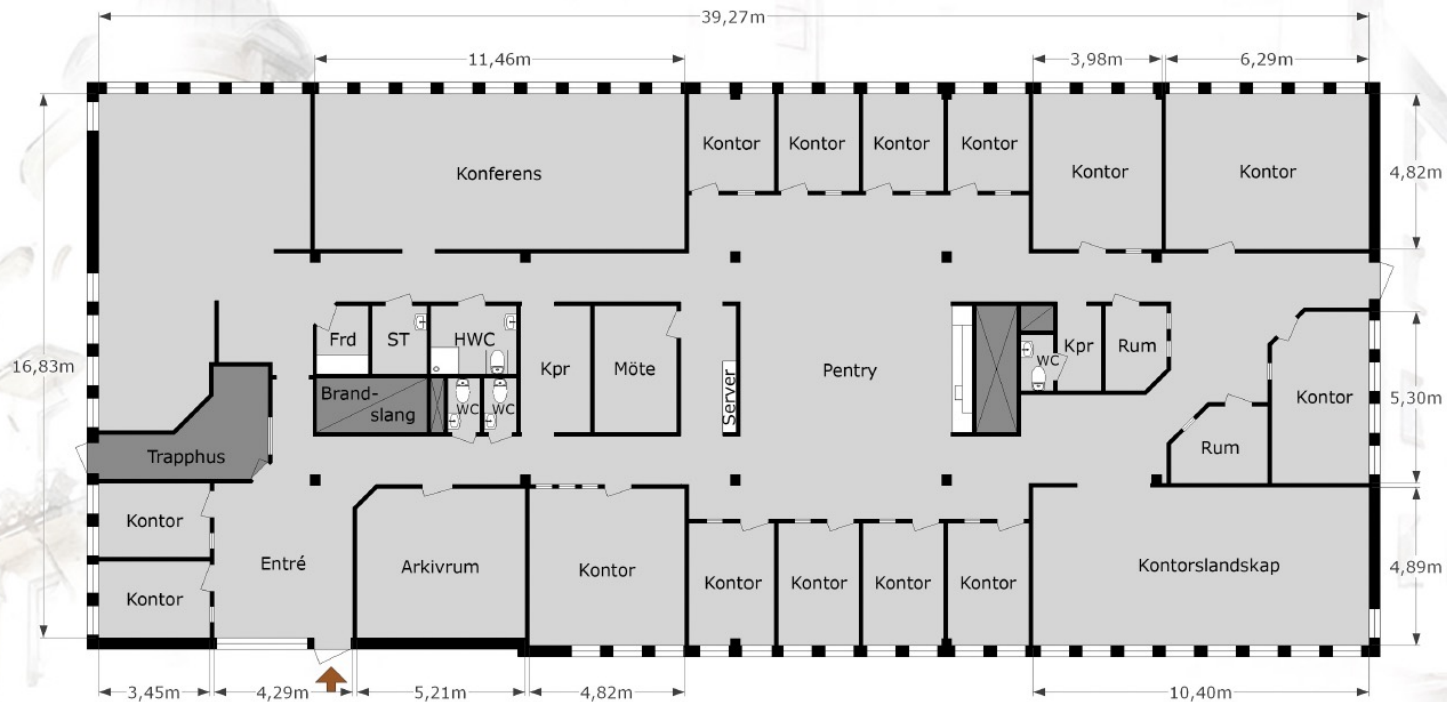 39,27m
11,46m
3,98m
6,29m
Kontor
Kontor
Kontor
Kontor
Konferens
Kontor
Kontor
4,82m
16,83m
Frd
ST
HWC
Kpr
Möte
Server
Pentry
WC
Kpr
Rum
Brand-
slang
WC
WC
Kontor
5,30m
Trapphus
Rum
Kontor
Entré
Arkivrum
Kontor
Kontorslandskap
4,89m
Kontor
Kontor
Kontor
Kontor
Kontor
3,45m
4,29m
5,21m
4,82m
10,40m